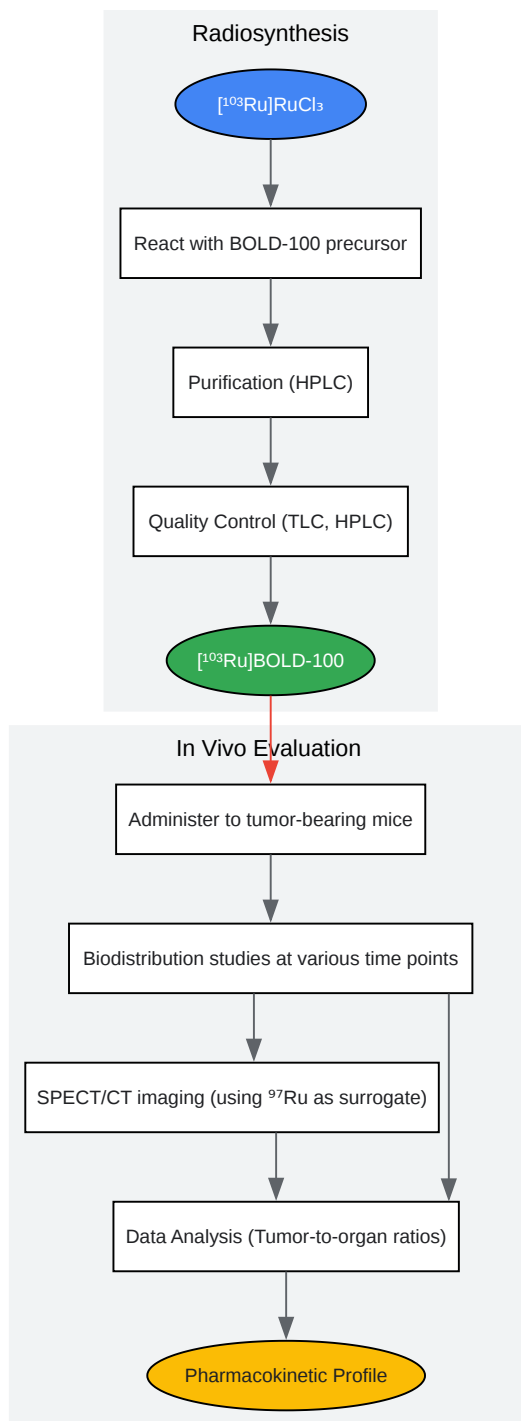 Radiosynthesis
[¹⁰³Ru]RuCl₃
React with BOLD-100 precursor
Purification (HPLC)
Quality Control (TLC, HPLC)
[¹⁰³Ru]BOLD-100
In Vivo Evaluation
Administer to tumor-bearing mice
Biodistribution studies at various time points
SPECT/CT imaging (using ⁹⁷Ru as surrogate)
Data Analysis (Tumor-to-organ ratios)
Pharmacokinetic Profile